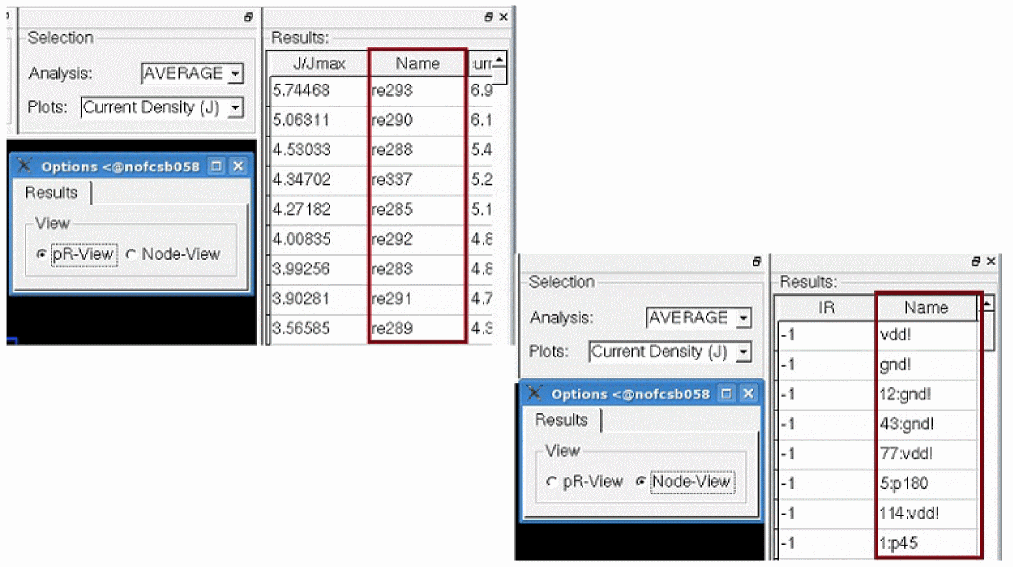 Selection
Analysis: AVERAGE
Plots: Current Density (J)
Options <@nofcsb058
Results
View
pR-View Node-View
Results:
J/Jmax Name
5.74468 re293 6.9
5.06311 re290 6.1
4.53033 re288 5.4
4.34702 re337 5.2
4.27182 re285 5.1
4.00835 re292 4.8
3.99256 re283 4.8
3.90281 re291 4.7
3.56585 re289 4.3
Selection
Analysis: AVERAGE
Plots: Current Density (J)
Options <@nofcsb058
Results
View
pR-View Node-View
Results:
IR Name
-1 vdd!
-1 gnd!
-1 12:gnd!
-1 43:gnd!
-1 77:vdd!
-1 5:p180
-1 114:vdd!
-1 1:p45